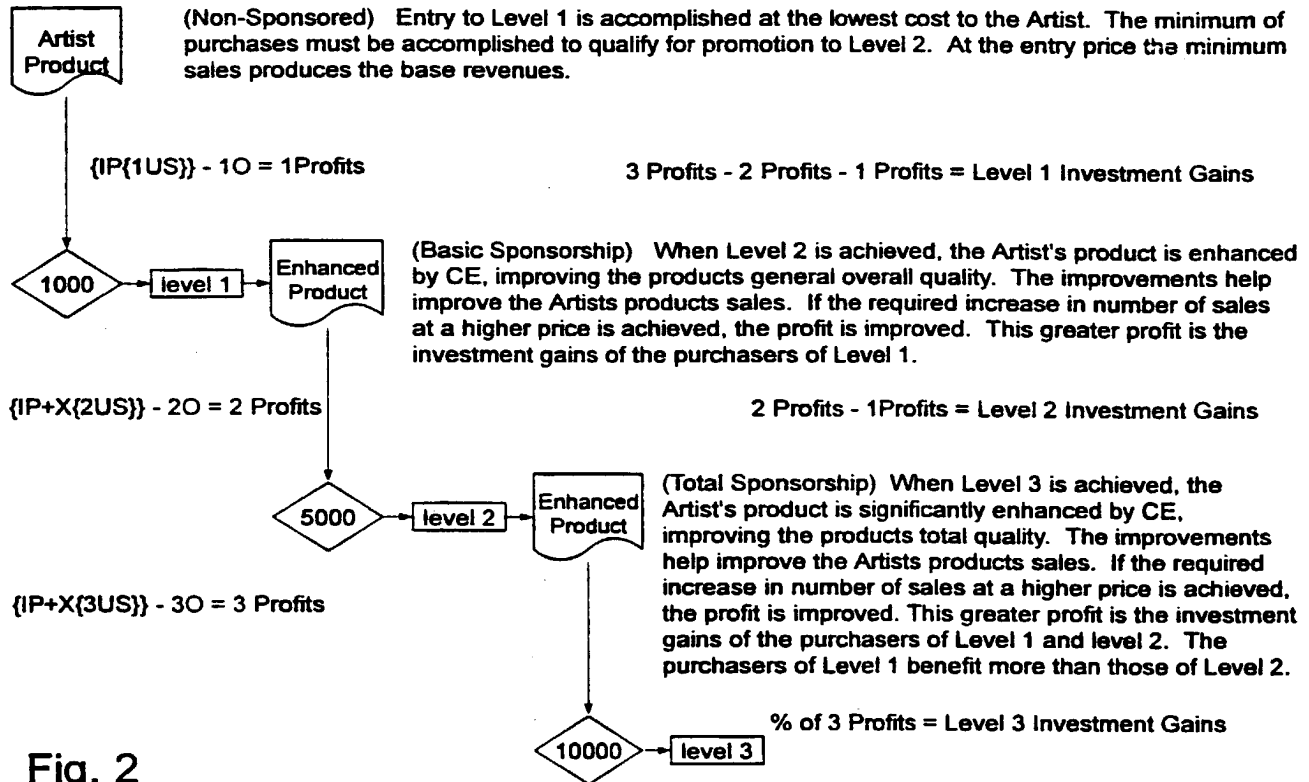 Artist
Product
(Non-Sponsored) Entry to Level 1 is accomplished at the lowest cost to the Artist. The minimum of
purchases must be accomplished to qualify for promotion to Level 2. At the entry price the minimum
sales produces the base revenues.
{IP{1US}} - 1O = 1Profits
3 Profits - 2 Profits - 1 Profits = Level 1 Investment Gains
1000
level 1
Enhanced
Product
(Basic Sponsorship) When Level 2 is achieved, the Artist's product is enhanced
by CE, improving the products general overall quality. The improvements help
improve the Artists products sales. If the required increase in number of sales
at a higher price is achieved, the profit is improved. This greater profit is the
investment gains of the purchasers of Level 1.
{IP+X{2US}} - 2O = 2 Profits
2 Profits - 1Profits = Level 2 Investment Gains
5000
level 2
Enhanced
Product
(Total Sponsorship) When Level 3 is achieved, the
Artist's product is significantly enhanced by CE,
improving the products total quality. The improvements
help improve the Artists products sales. If the required
increase in number of sales at a higher price is achieved,
the profit is improved. This greater profit is the investment
gains of the purchasers of Level 1 and level 2. The
purchasers of Level 1 benefit more than those of Level 2.
{IP+X{3US}} - 3O = 3 Profits
% of 3 Profits = Level 3 Investment Gains
10000
level 3
Fig. 2